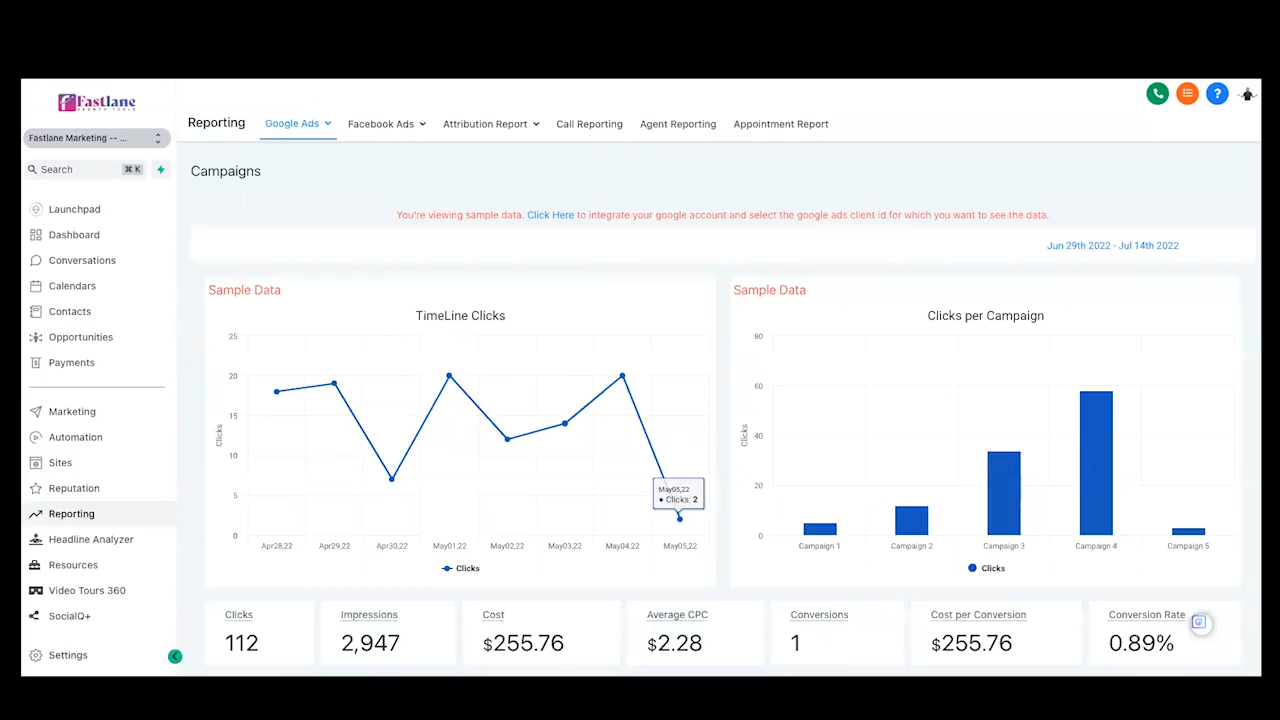 Fastlane
GROWTH TOOLS
Fastlane Marketing -- ...
Search ⌘ K
Launchpad
Dashboard
Conversations
Calendars
Contacts
Opportunities
Payments
Marketing
Automation
Sites
Reputation
Reporting
Headline Analyzer
Resources
Video Tours 360
SocialQ+
Settings
Reporting Google Ads Facebook Ads Attribution Report Call Reporting Agent Reporting Appointment Report
?
Campaigns
You're viewing sample data. Click Here to integrate your google account and select the google ads client id for which you want to see the data.
Jun 29th 2022 - Jul 14th 2022
Sample Data
TimeLine Clicks
Clicks
25
20
15
10
5
0
May05,22
Clicks: 2
Apr28,22 Apr29,22 Apr30,22 May01,22 May02,22 May03,22 May04,22 May05,22
Clicks
Sample Data
Clicks per Campaign
Clicks
80
60
40
20
0
Campaign 1 Campaign 2 Campaign 3 Campaign 4 Campaign 5
Clicks
Clicks Impressions Cost Average CPC Conversions Cost per Conversion Conversion Rate
112 2,947 $255.76 $2.28 1 $255.76 0.89%